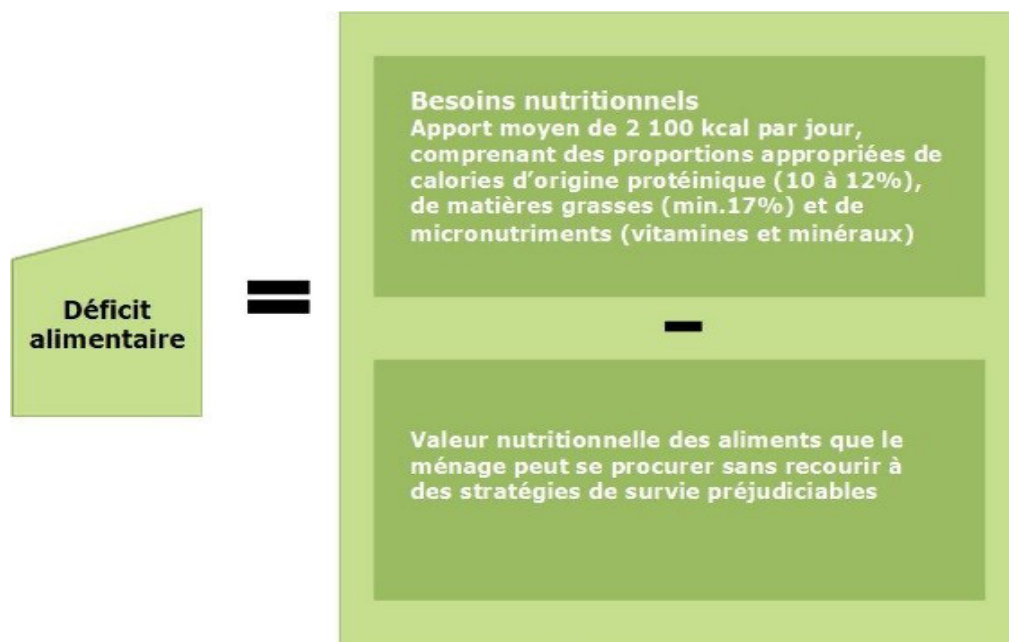 Déficit
alimentaire
=
Besoins nutritionnels
Apport moyen de 2 100 kcal par jour,
comprenant des proportions appropriées de
calories d'origine protéinique (10 à 12%),
de matières grasses (min.17%) et de
micronutriments (vitamines et minéraux)
-
Valeur nutritionnelle des aliments que le
ménage peut se procurer sans recourir à
des stratégies de survie préjudiciables